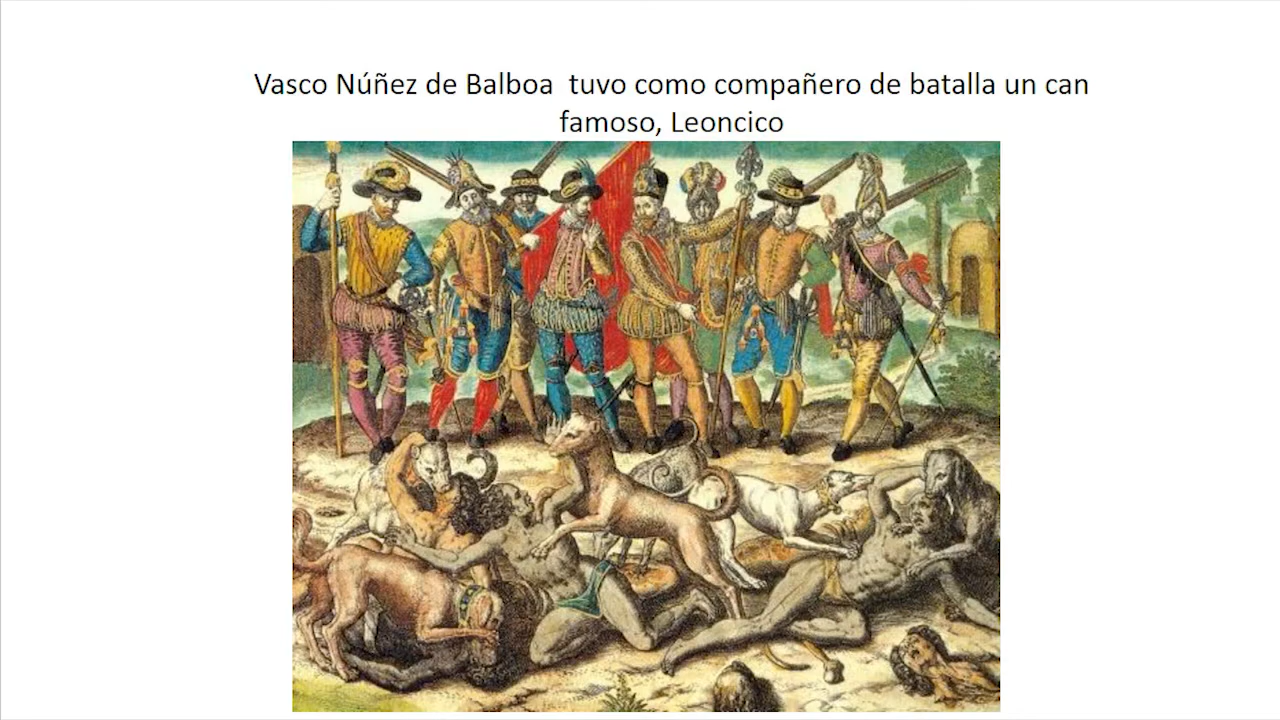 Vasco Núñez de Balboa  tuvo como compañero de batalla un can
famoso, Leoncico